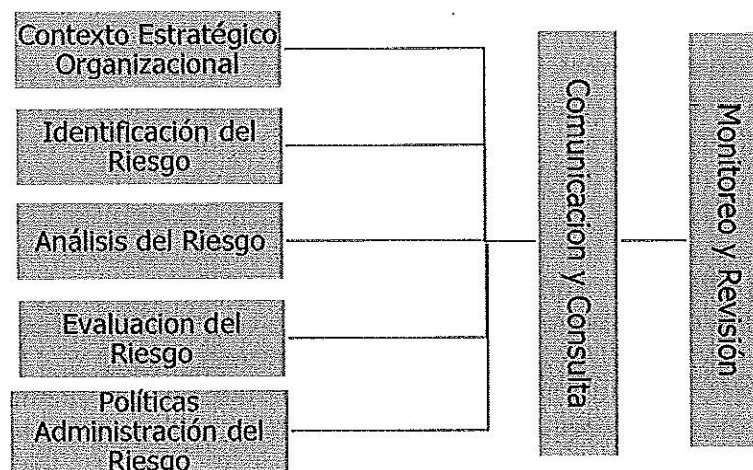 Contexto Estratégico
Organizacional
Identificación del
Riesgo
Análisis del Riesgo
Evaluacion del
Riesgo
Políticas
Administración del
Riesgo
Comunicacion y Consulta
Monitoreo y Revisión